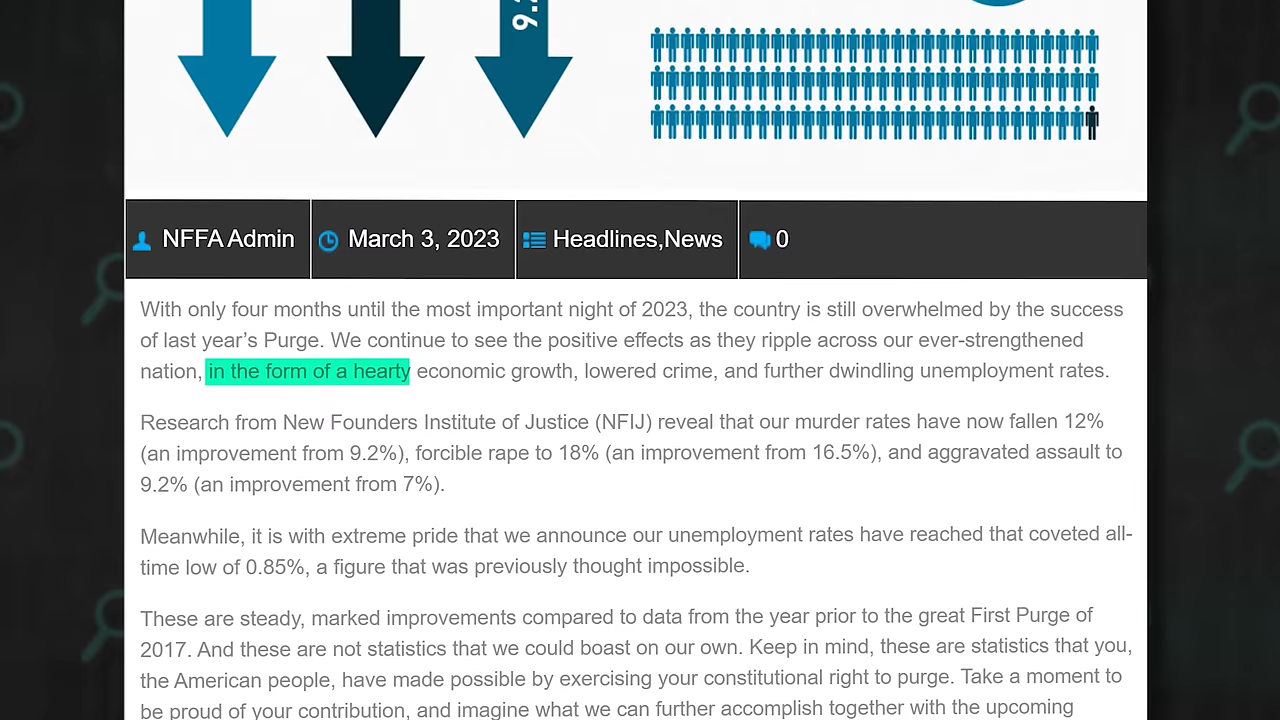 NFFA Admin
March 3, 2023
Headlines,News
0
With only four months until the most important night of 2023, the country is still overwhelmed by the success
of last year’s Purge. We continue to see the positive effects as they ripple across our ever-strengthened
nation, in the form of a hearty economic growth, lowered crime, and further dwindling unemployment rates.
Research from New Founders Institute of Justice (NFIJ) reveal that our murder rates have now fallen 12%
(an improvement from 9.2%), forcible rape to 18% (an improvement from 16.5%), and aggravated assault to
9.2% (an improvement from 7%).
Meanwhile, it is with extreme pride that we announce our unemployment rates have reached that coveted all-
time low of 0.85%, a figure that was previously thought impossible.
These are steady, marked improvements compared to data from the year prior to the great First Purge of
2017. And these are not statistics that we could boast on our own. Keep in mind, these are statistics that you,
the American people, have made possible by exercising your constitutional right to purge. Take a moment to
be proud of your contribution, and imagine what we can further accomplish together with the upcoming